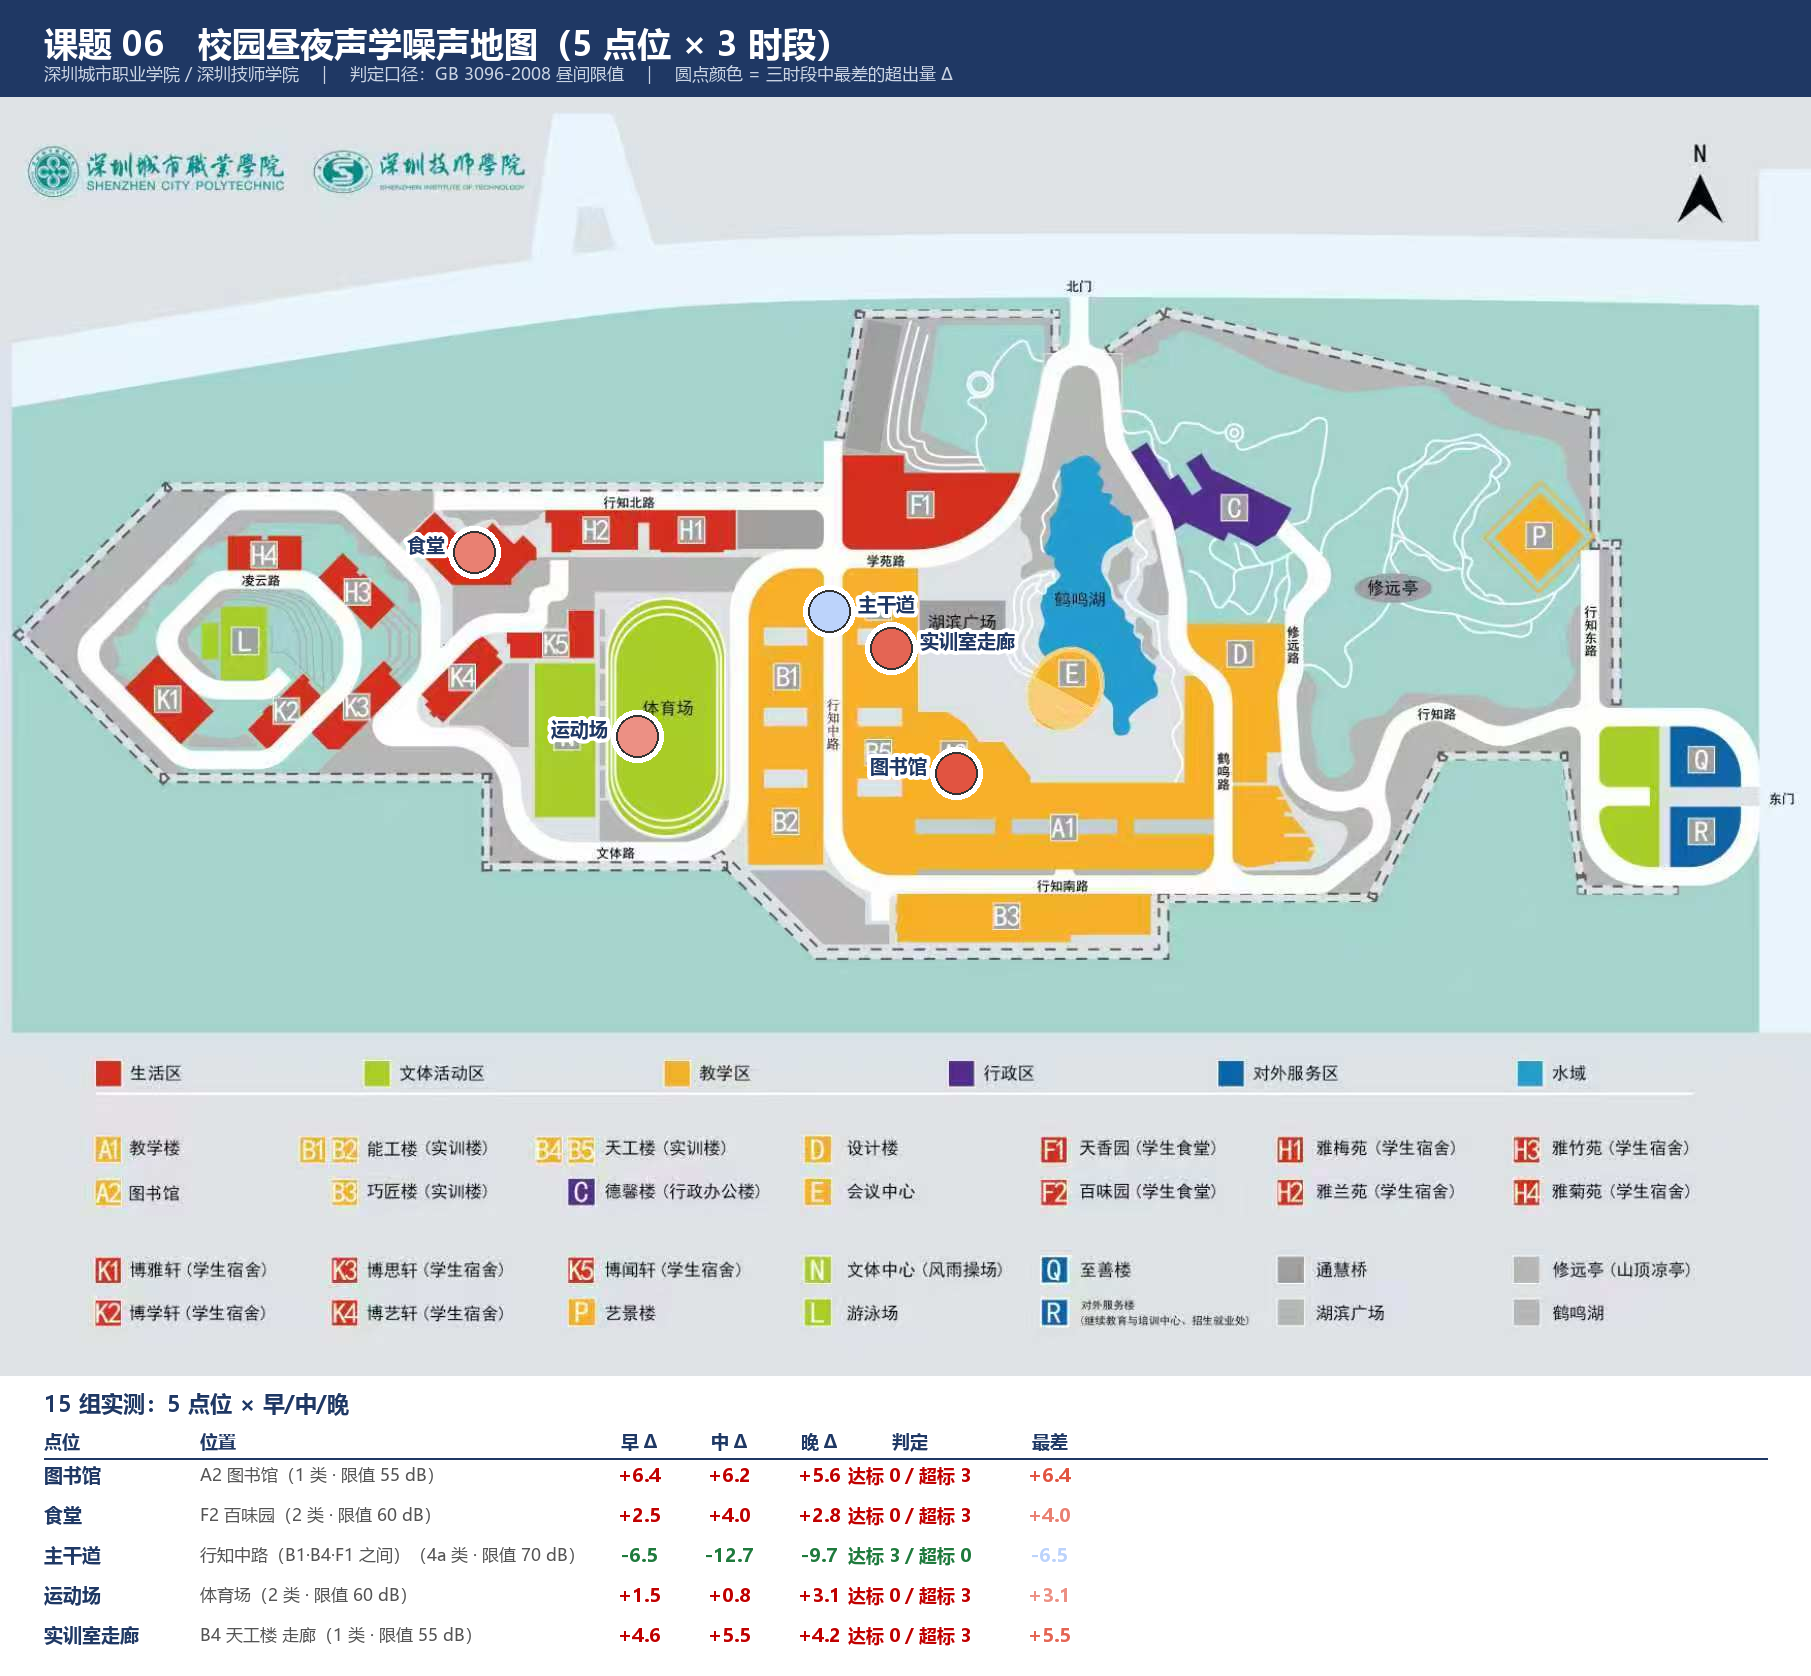 课题 06 校园昼夜声学噪声地图（5 点位 × 3 时段）
深圳城市职业学院 / 深圳技师学院 | 判定口径：GB 3096-2008 昼间限值 | 圆点颜色 = 三时段中最差的超出量 Δ
深圳城市職業學院
SHENZHEN CITY POLYTECHNIC
深圳技师學院
SHENZHEN INSTITUTE OF TECHNOLOGY
N
北门
行知北路
F1
C
P
食堂
H2
H1
H4
凌云路
H3
学苑路
主干道
鹤鸣湖
修远亭
湖滨广场
实训室走廊
行知东路
修远路
L
K5
K4
B1
E
D
K1
K2
K3
体育场
运动场
行知中路
行知路
B5
图书馆
鹤鸣路
Q
东门
B2
A1
R
文体路
行知南路
B3
生活区
文体活动区
教学区
行政区
对外服务区
水域
A1 教学楼
B1 B2 能工楼（实训楼）
B4 B5 天工楼（实训楼）
D 设计楼
F1 天香园（学生食堂）
H1 雅梅苑（学生宿舍）
H3 雅竹苑（学生宿舍）
A2 图书馆
B3 巧匠楼（实训楼）
C 德馨楼（行政办公楼）
E 会议中心
F2 百味园（学生食堂）
H2 雅兰苑（学生宿舍）
H4 雅菊苑（学生宿舍）
K1 博雅轩（学生宿舍）
K3 博思轩（学生宿舍）
K5 博闻轩（学生宿舍）
N 文体中心（风雨操场）
Q 至善楼
通慧桥
修远亭（山顶凉亭）
K2 博学轩（学生宿舍）
K4 博艺轩（学生宿舍）
P 艺景楼
L 游泳场
R 对外服务楼
（继续教育与培训中心、招生就业处）
湖滨广场
鹤鸣湖
15 组实测：5 点位 × 早/中/晚
点位 位置 早 Δ 中 Δ 晚 Δ 判定 最差
图书馆 A2 图书馆（1 类 · 限值 55 dB） +6.4 +6.2 +5.6 达标 0 / 超标 3 +6.4
食堂 F2 百味园（2 类 · 限值 60 dB） +2.5 +4.0 +2.8 达标 0 / 超标 3 +4.0
主干道 行知中路（B1·B4·F1 之间）（4a 类 · 限值 70 dB） -6.5 -12.7 -9.7 达标 3 / 超标 0 -6.5
运动场 体育场（2 类 · 限值 60 dB） +1.5 +0.8 +3.1 达标 0 / 超标 3 +3.1
实训室走廊 B4 天工楼 走廊（1 类 · 限值 55 dB） +4.6 +5.5 +4.2 达标 0 / 超标 3 +5.5